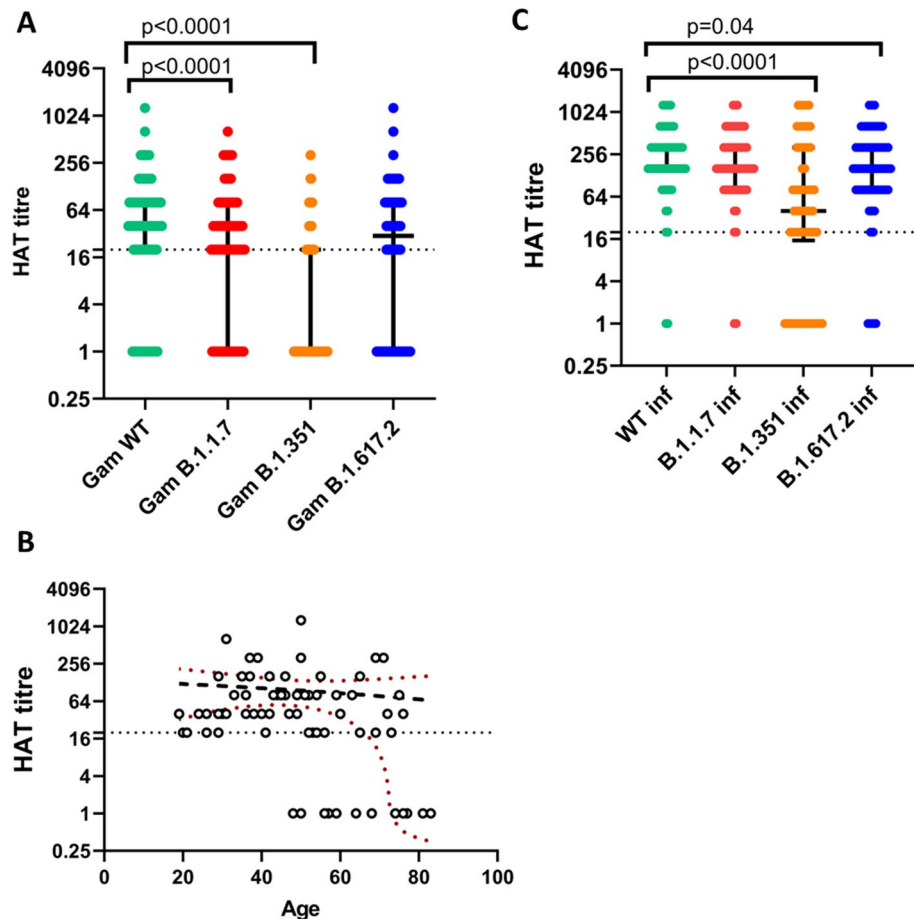 A
p<0.0001
p<0.0001
4096
1024
256
64
16
4
1
0.25
HAT titre
Gam WT
Gam B.1.1.7
Gam B.1.351
Gam B.1.617.2
C
p=0.04
p<0.0001
4096
1024
256
64
16
4
1
0.25
HAT titre
WT inf
B.1.1.7 inf
B.1.351 inf
B.1.617.2 inf
B
4096
1024
256
64
16
4
1
0.25
HAT titre
0 20 40 60 80 100
Age